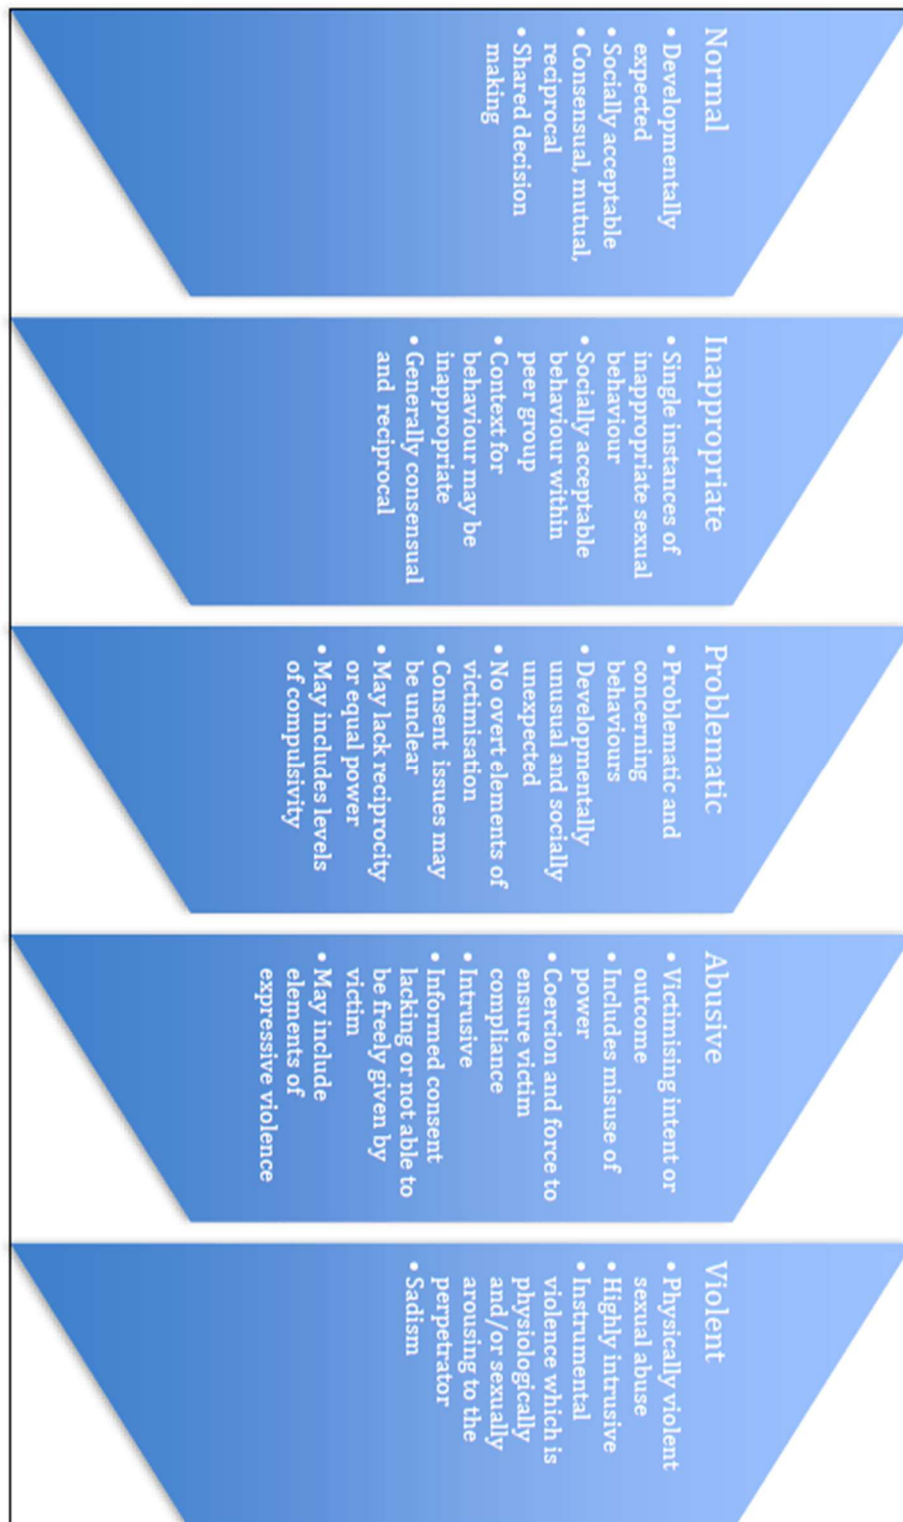 Normal
• Developmentally
expected
• Socially acceptable
• Consensual, mutual,
reciprocal
• Shared decision
making
Inappropriate
• Single instances of
inappropriate sexual
behaviour
• Socially acceptable
behaviour within
peer group
• Context for
behaviour may be
inappropriate
• Generally consensual
and reciprocal
Problematic
• Problematic and
concerning
behaviours
• Developmentally
unusual and socially
unexpected
• No overt elements of
victimisation
• Consent issues may
be unclear
• May lack reciprocity
or equal power
• May includes levels
of compulsivity
Abusive
• Victimising intent or
outcome
• Includes misuse of
power
• Coercion and force to
ensure victim
compliance
• Intrusive
• Informed consent
lacking or not able to
be freely given by
victim
• May include
elements of
expressive violence
Violent
• Physically violent
sexual abuse
• Highly intrusive
• Instrumental
violence which is
physiologically
and/or sexually
arousing to the
perpetrator
• Sadism